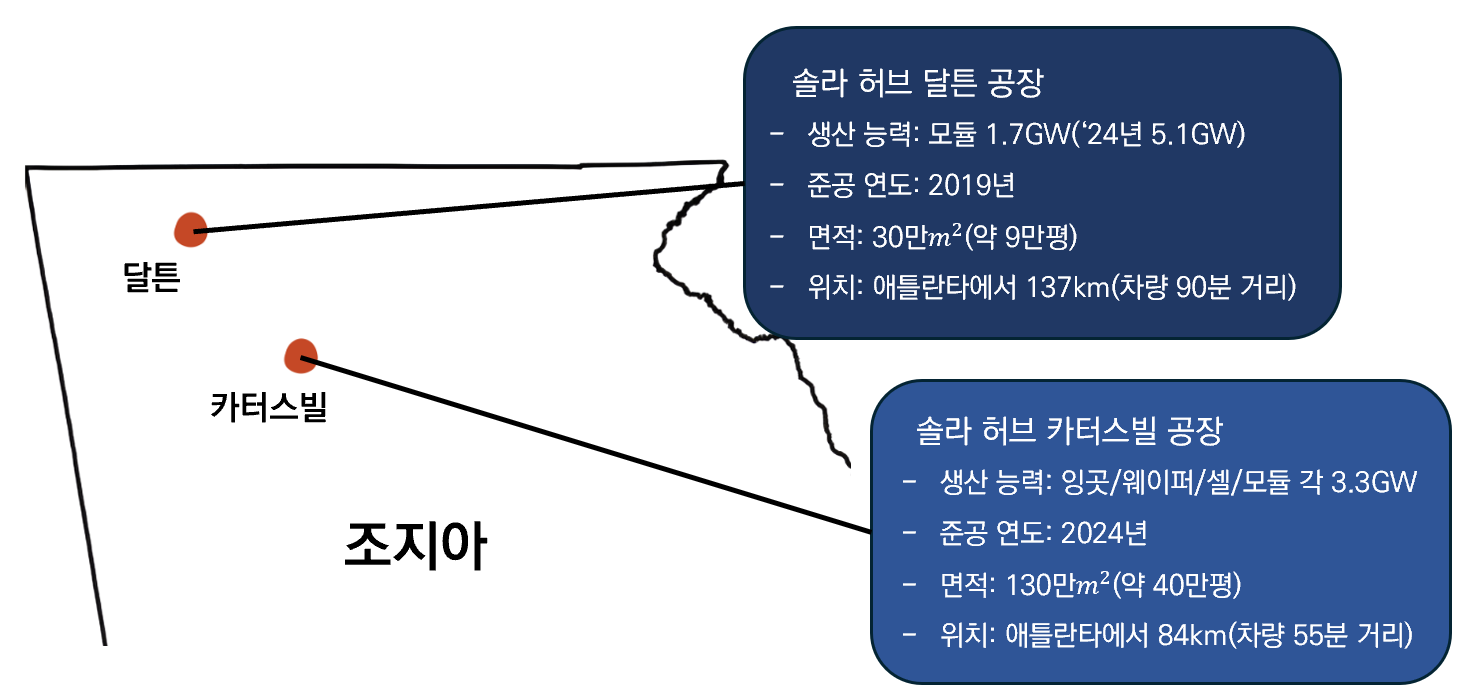 솔라 허브 달튼 공장
- 생산 능력: 모듈 1.7GW(‘24년 5.1GW)
- 준공 연도: 2019년
- 면적: 30만m²(약 9만평)
- 위치: 애틀란타에서 137km(차량 90분 거리)
달튼
카터스빌
솔라 허브 카터스빌 공장
- 생산 능력: 잉곳/웨이퍼/셀/모듈 각 3.3GW
- 준공 연도: 2024년
- 면적: 130만m²(약 40만평)
- 위치: 애틀란타에서 84km(차량 55분 거리)
조지아